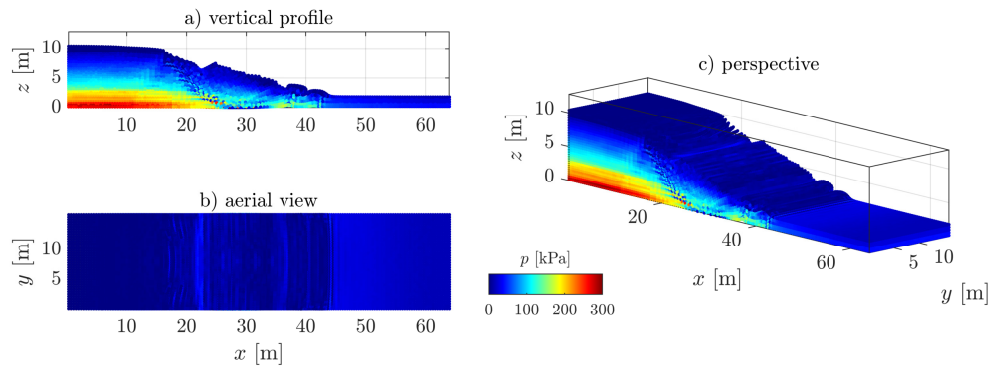 a) vertical profile
z [m]
10
5
0
10 20 30 40 50 60
b) aerial view
y [m]
10
5
10 20 30 40 50 60
x [m]
c) perspective
z [m]
10
5
0
20
40
60
x [m]
5
10
y [m]
p [kPa]
0 100 200 300